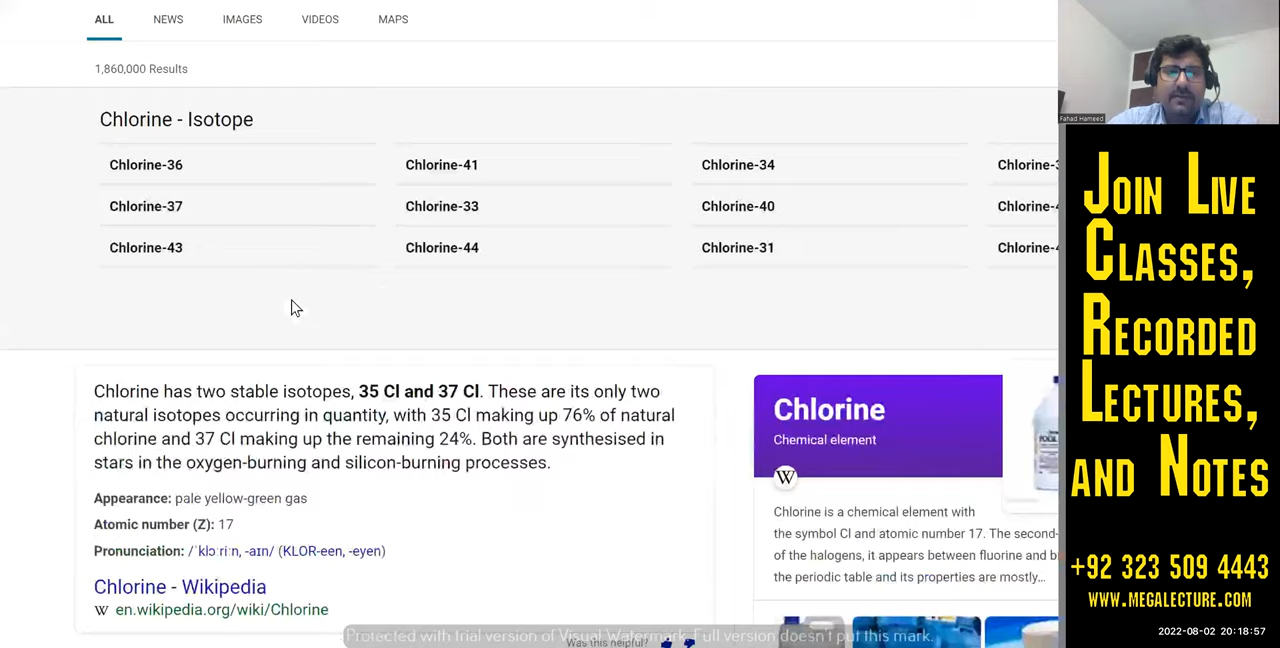 ALL NEWS IMAGES VIDEOS MAPS
1,860,000 Results
Chlorine - Isotope
Chlorine-36 Chlorine-41 Chlorine-34
Chlorine-37 Chlorine-33 Chlorine-40
Chlorine-43 Chlorine-44 Chlorine-31
Chlorine has two stable isotopes, 35 Cl and 37 Cl. These are its only two
natural isotopes occurring in quantity, with 35 Cl making up 76% of natural
chlorine and 37 Cl making up the remaining 24%. Both are synthesised in
stars in the oxygen-burning and silicon-burning processes.
Appearance: pale yellow-green gas
Atomic number (Z): 17
Pronunciation: /ˈklɔːriːn, -aɪn/ (KLOR-een, -eyen)
Chlorine - Wikipedia
W en.wikipedia.org/wiki/Chlorine
Chlorine
Chemical element
W
Chlorine is a chemical element with
the symbol Cl and atomic number 17. The second-
of the halogens, it appears between fluorine and
the periodic table and its properties are mostly...
Was this helpful?
Protected with trial version of Visual Watermark. Full version doesn't put this mark.
Fahad Hameed
JOIN LIVE
CLASSES,
RECORDED
LECTURES,
AND NOTES
+92 323 509 4443
WWW.MEGALECTURE.COM
2022-08-02 20:18:57